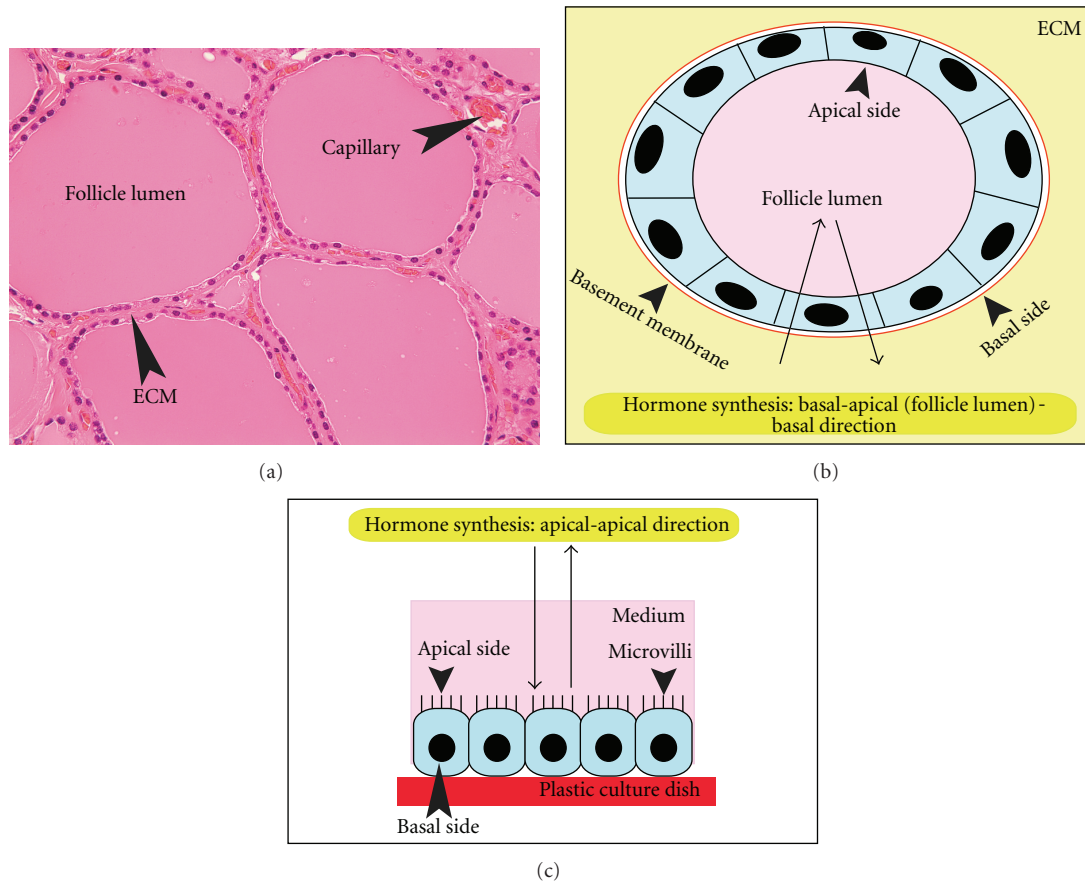 Capillary
Follicle lumen
ECM
(a)
ECM
Apical side
Follicle lumen
Basement membrane
Basal side
Hormone synthesis: basal-apical (follicle lumen) -
basal direction
(b)
Hormone synthesis: apical-apical direction
Medium
Apical side
Microvilli
Plastic culture dish
Basal side
(c)